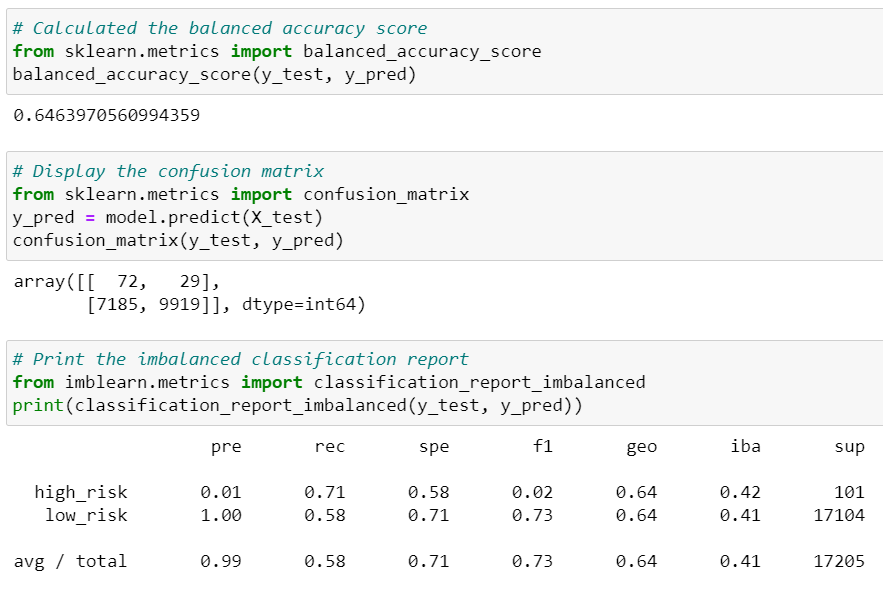 # Calculated the balanced accuracy score
from sklearn.metrics import balanced_accuracy_score
balanced_accuracy_score(y_test, y_pred)
0.6463970560994359
# Display the confusion matrix
from sklearn.metrics import confusion_matrix
y_pred = model.predict(X_test)
confusion_matrix(y_test, y_pred)
array([[  72,   29],
       [7185, 9919]], dtype=int64)
# Print the imbalanced classification report
from imblearn.metrics import classification_report_imbalanced
print(classification_report_imbalanced(y_test, y_pred))
pre rec spe f1 geo iba sup
high_risk 0.01 0.71 0.58 0.02 0.64 0.42 101
low_risk 1.00 0.58 0.71 0.73 0.64 0.41 17104
avg / total 0.99 0.58 0.71 0.73 0.64 0.41 17205